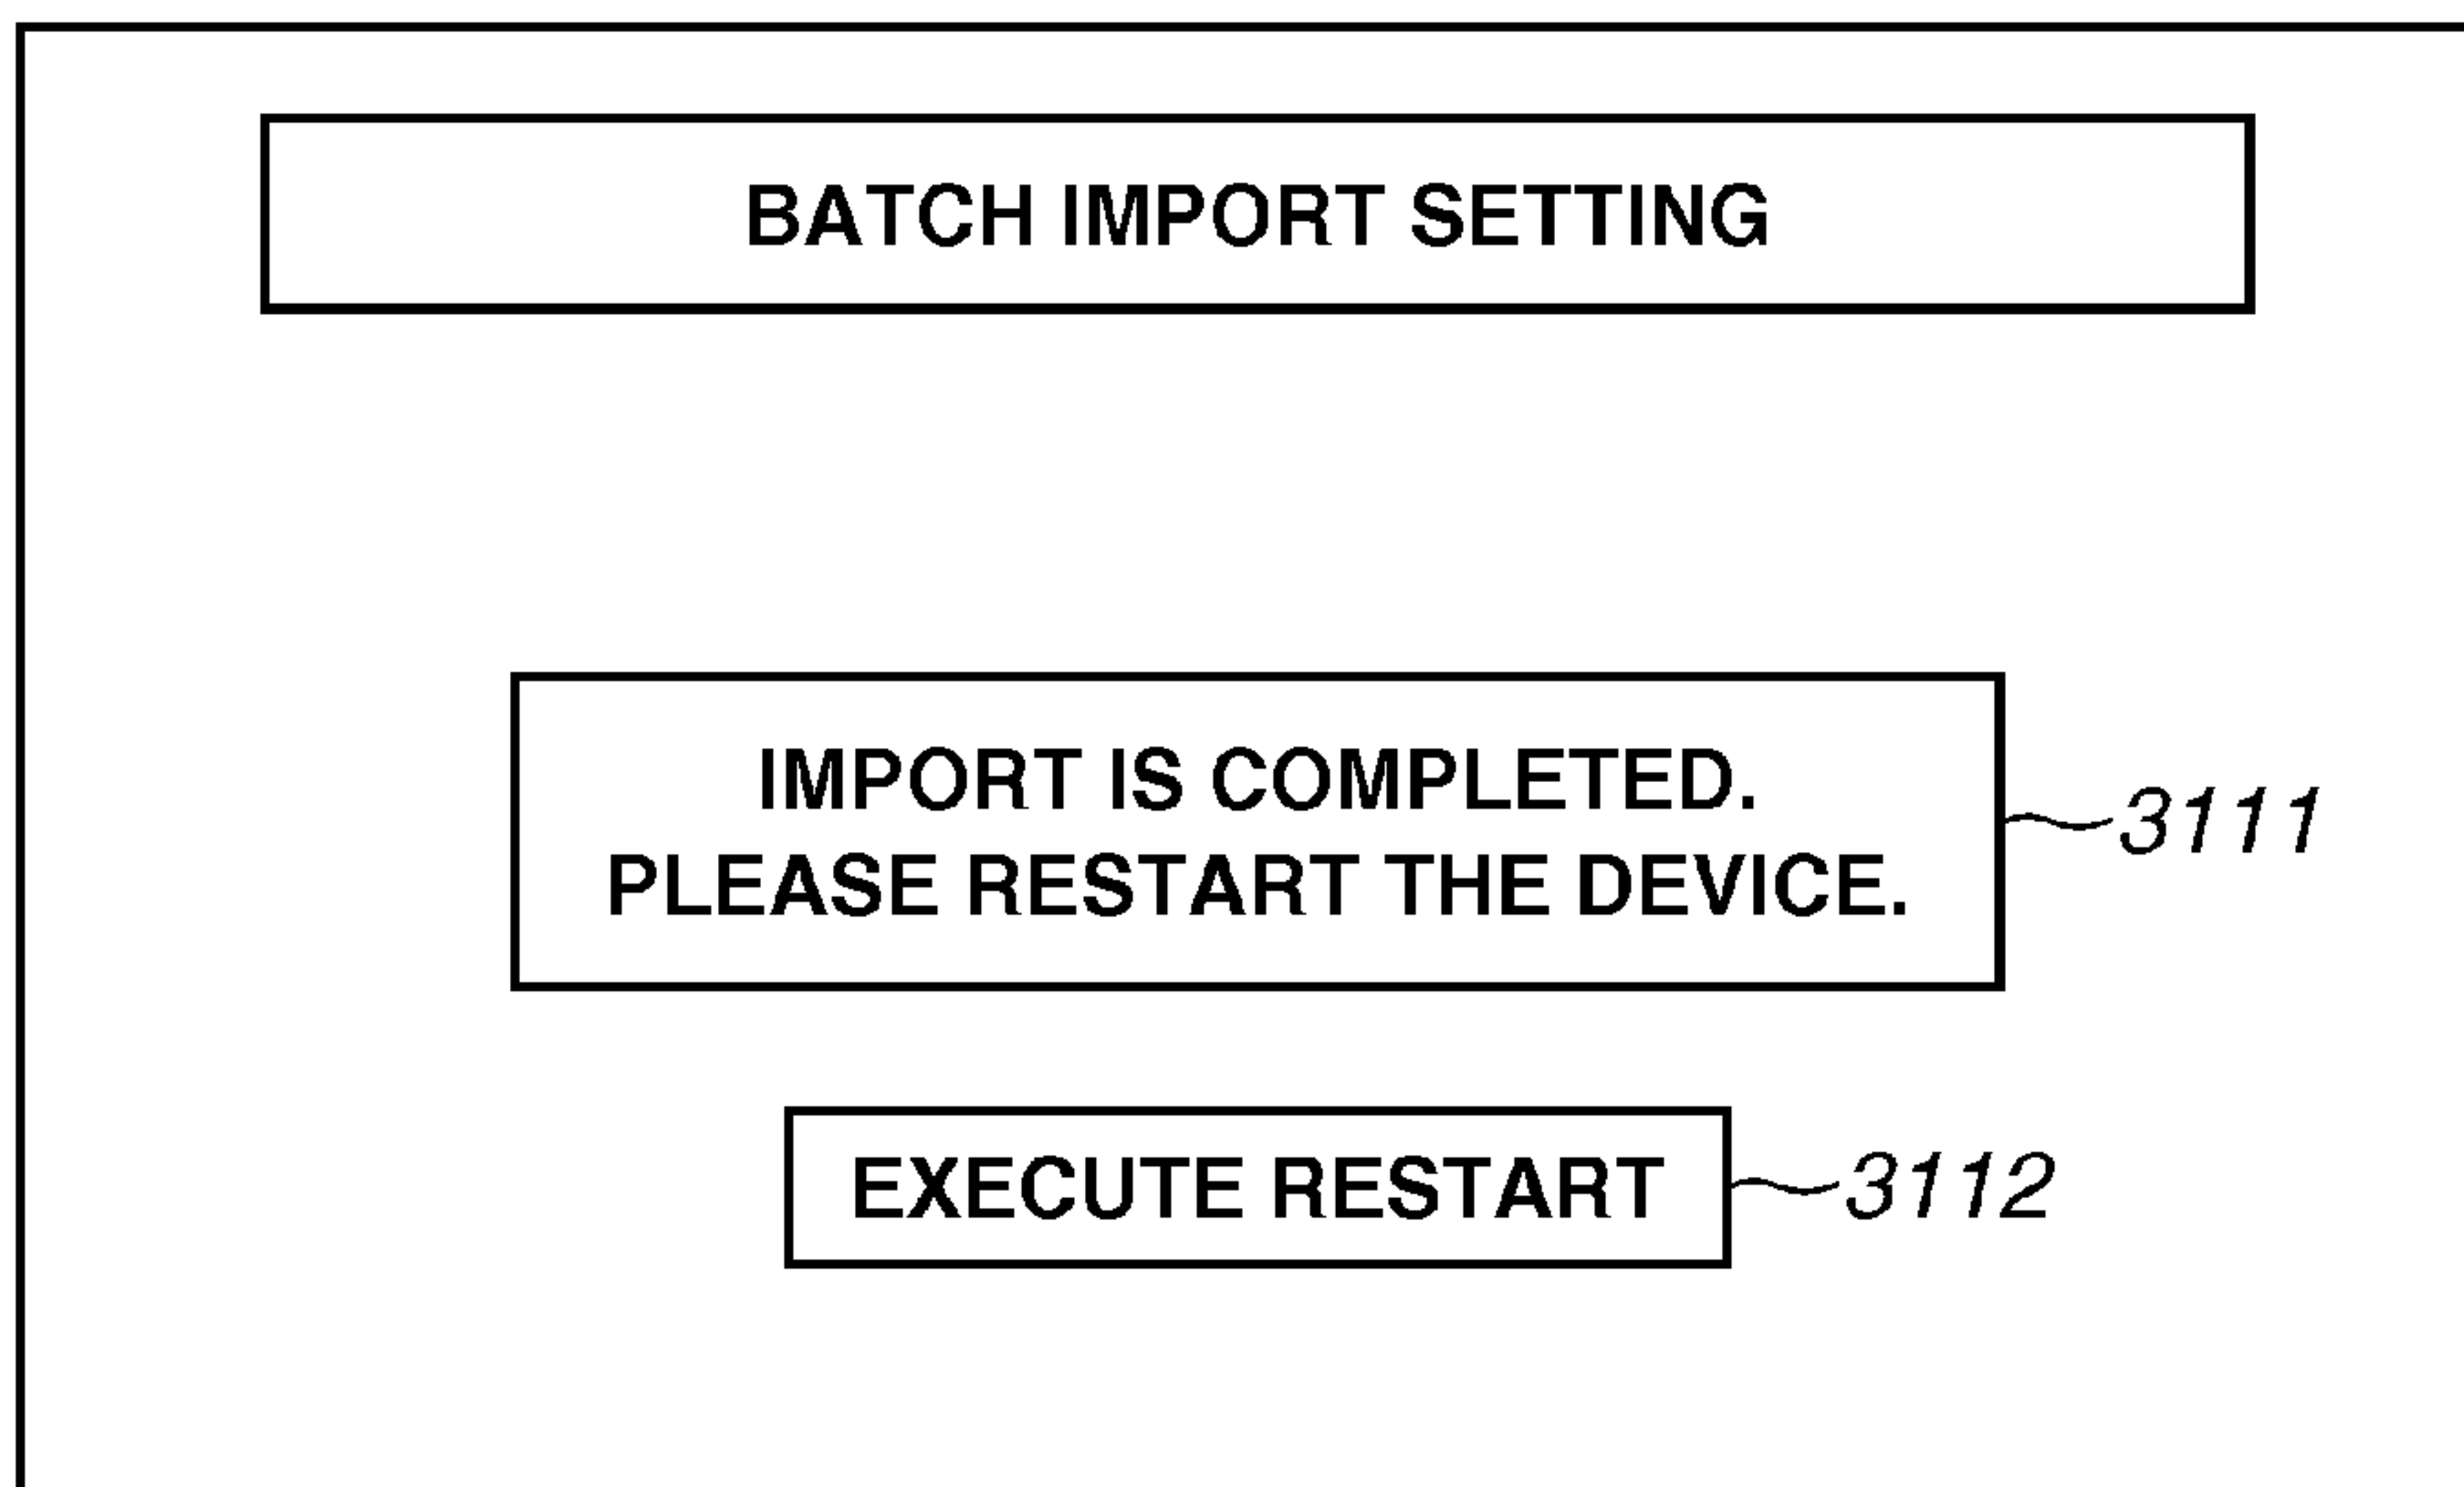 BATCH IMPORT SETTING
IMPORT IS COMPLETED.
PLEASE RESTART THE DEVICE.
3111
EXECUTE RESTART
3112